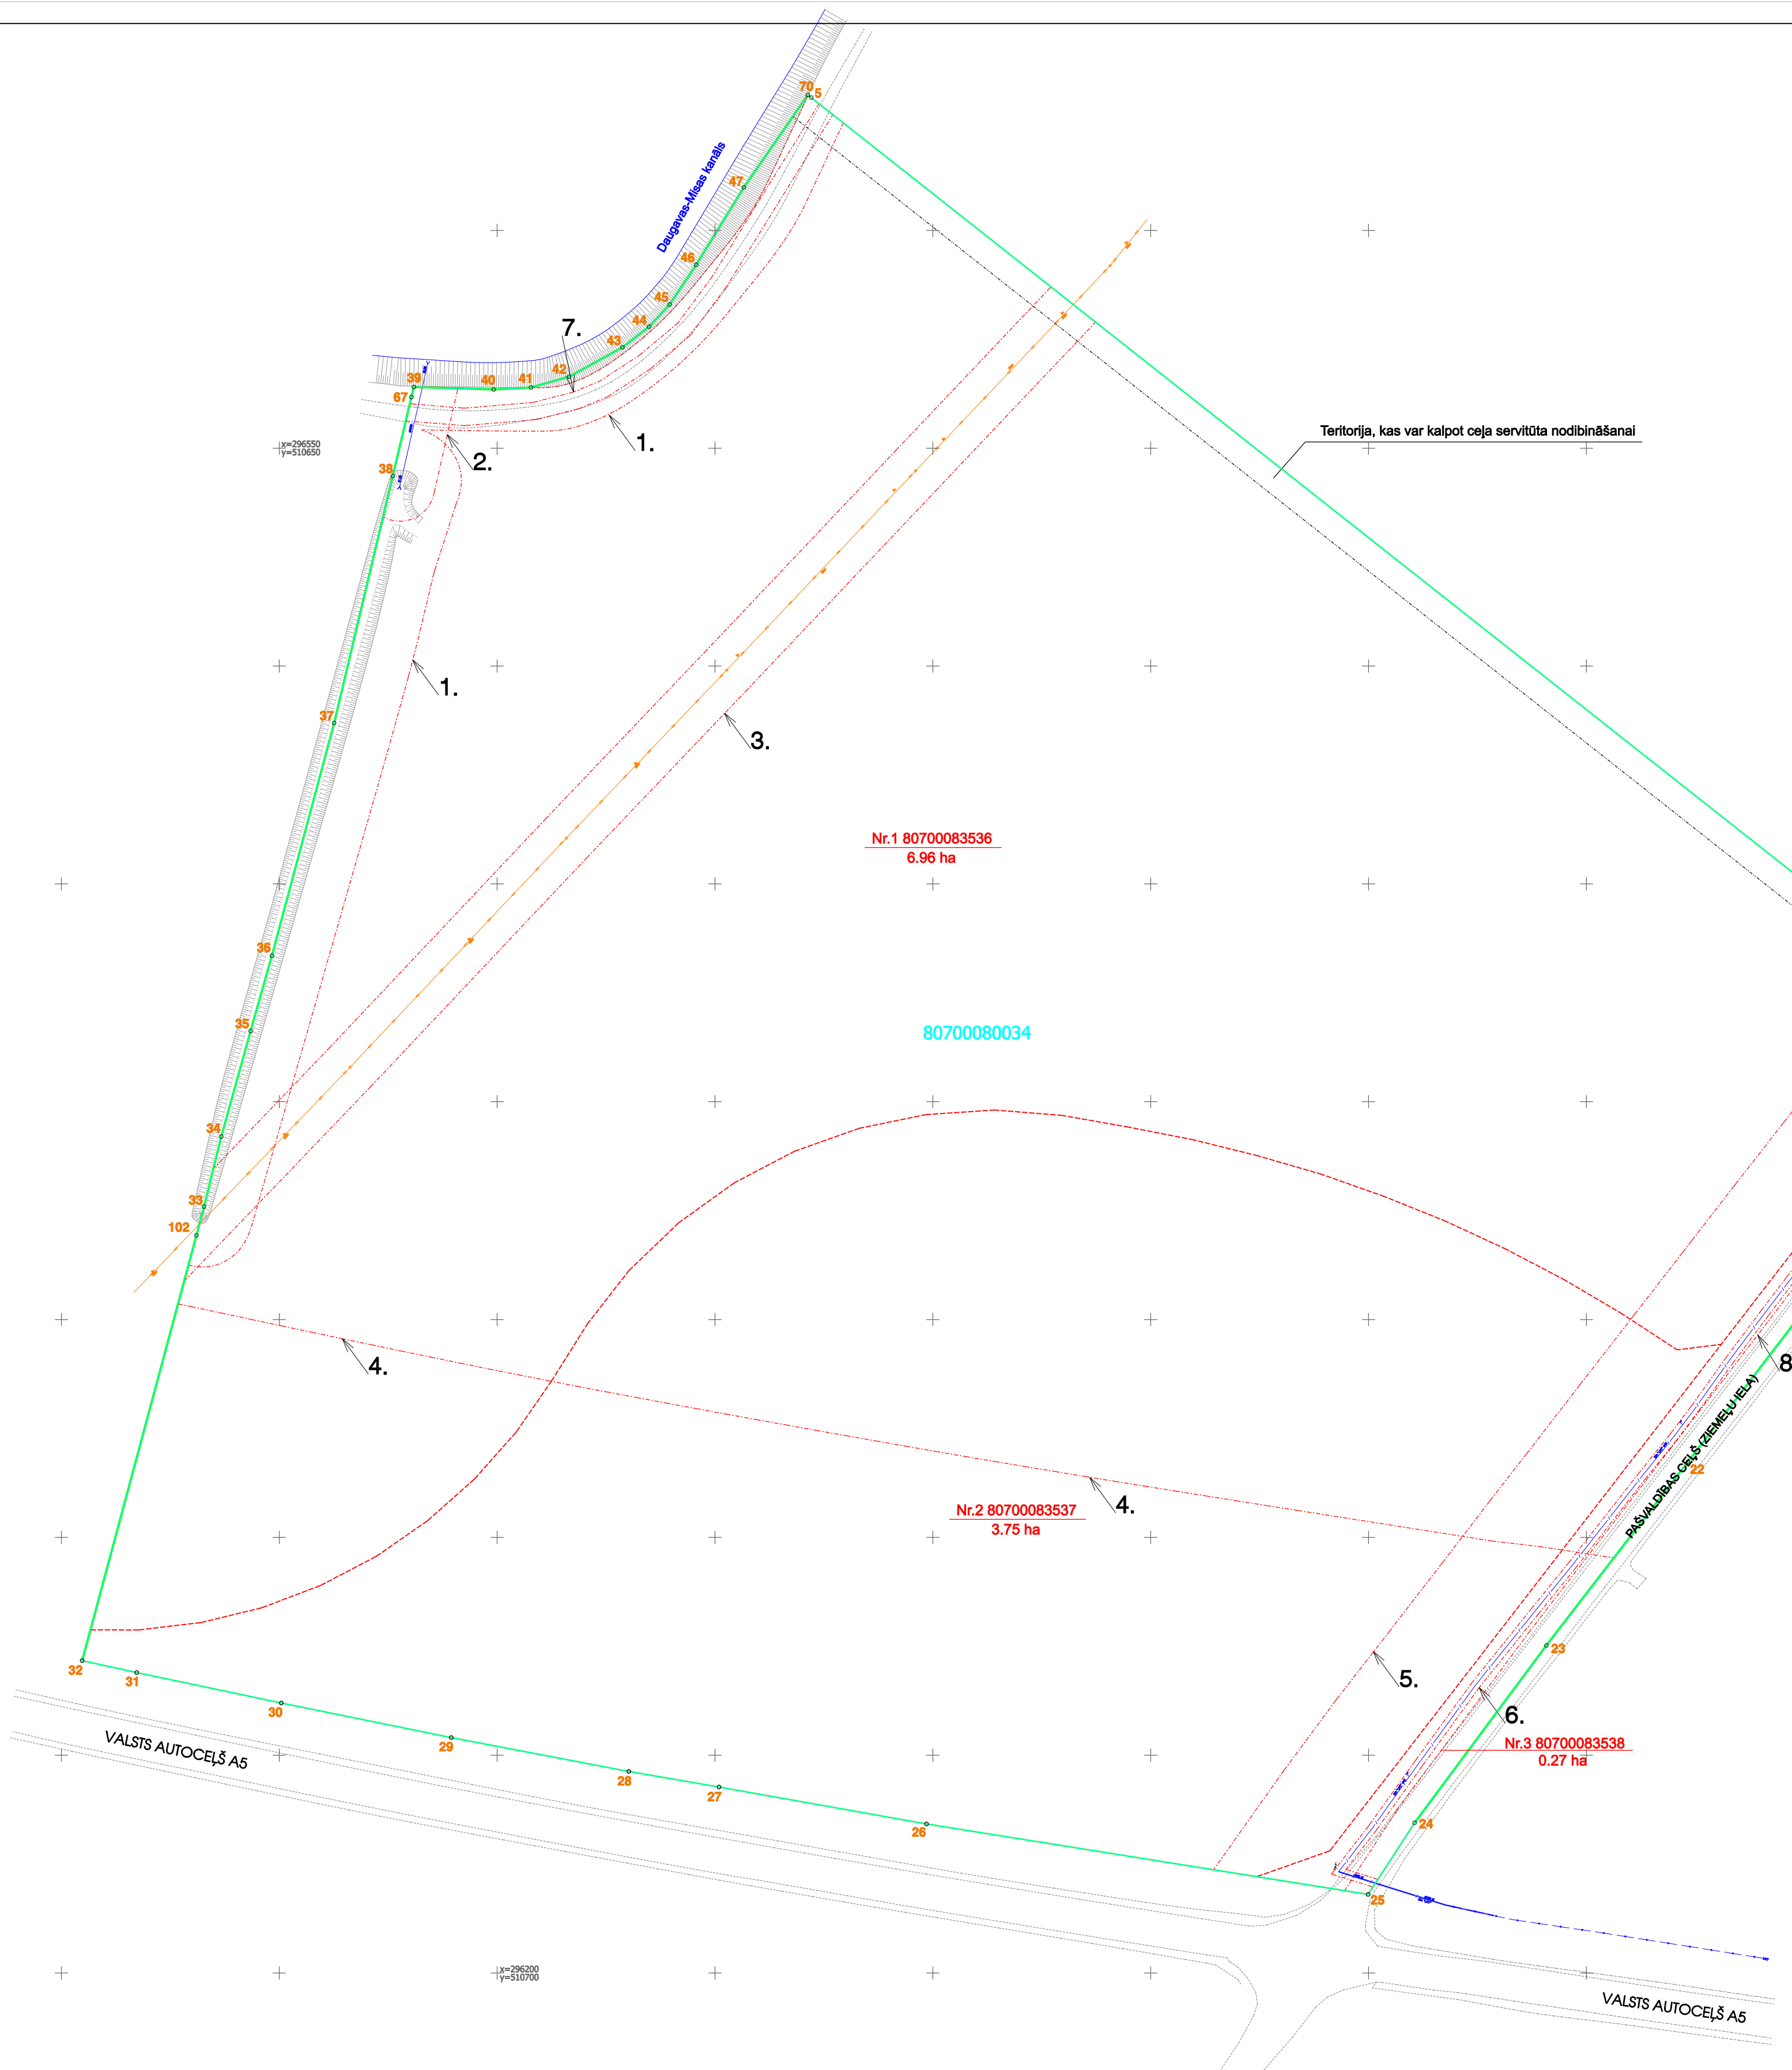 70
5
Daugavas-Misas kanāls
47
46
45
44
7.
43
42
39
40
41
67
1.
Teritorija, kas var kalpot ceļa servitūta nodibināšanai
x=296550
y=510650
2.
38
1.
37
3.
Nr.1 80700083536
6.96 ha
36
35
80700080034
34
33
102
4.
8
PAŠVALDĪBAS CEĻŠ (ZIEMEĻU IELA)
22
4.
Nr.2 80700083537
3.75 ha
23
32
31
5.
30
6.
29
Nr.3 80700083538
0.27 ha
VALSTS AUTOCEĻŠ A5
28
27
26
24
25
x=296200
y=510700
VALSTS AUTOCEĻŠ A5